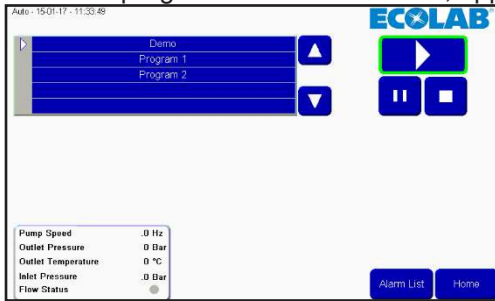 Auto - 15-01-17 - 11:33:49
ECOLAB
Demo
Program 1
Program 2
Pump Speed .0 Hz
Outlet Pressure 0 Bar
Outlet Temperature 0 °C
Inlet Pressure .0 Bar
Flow Status
Alarm List Home